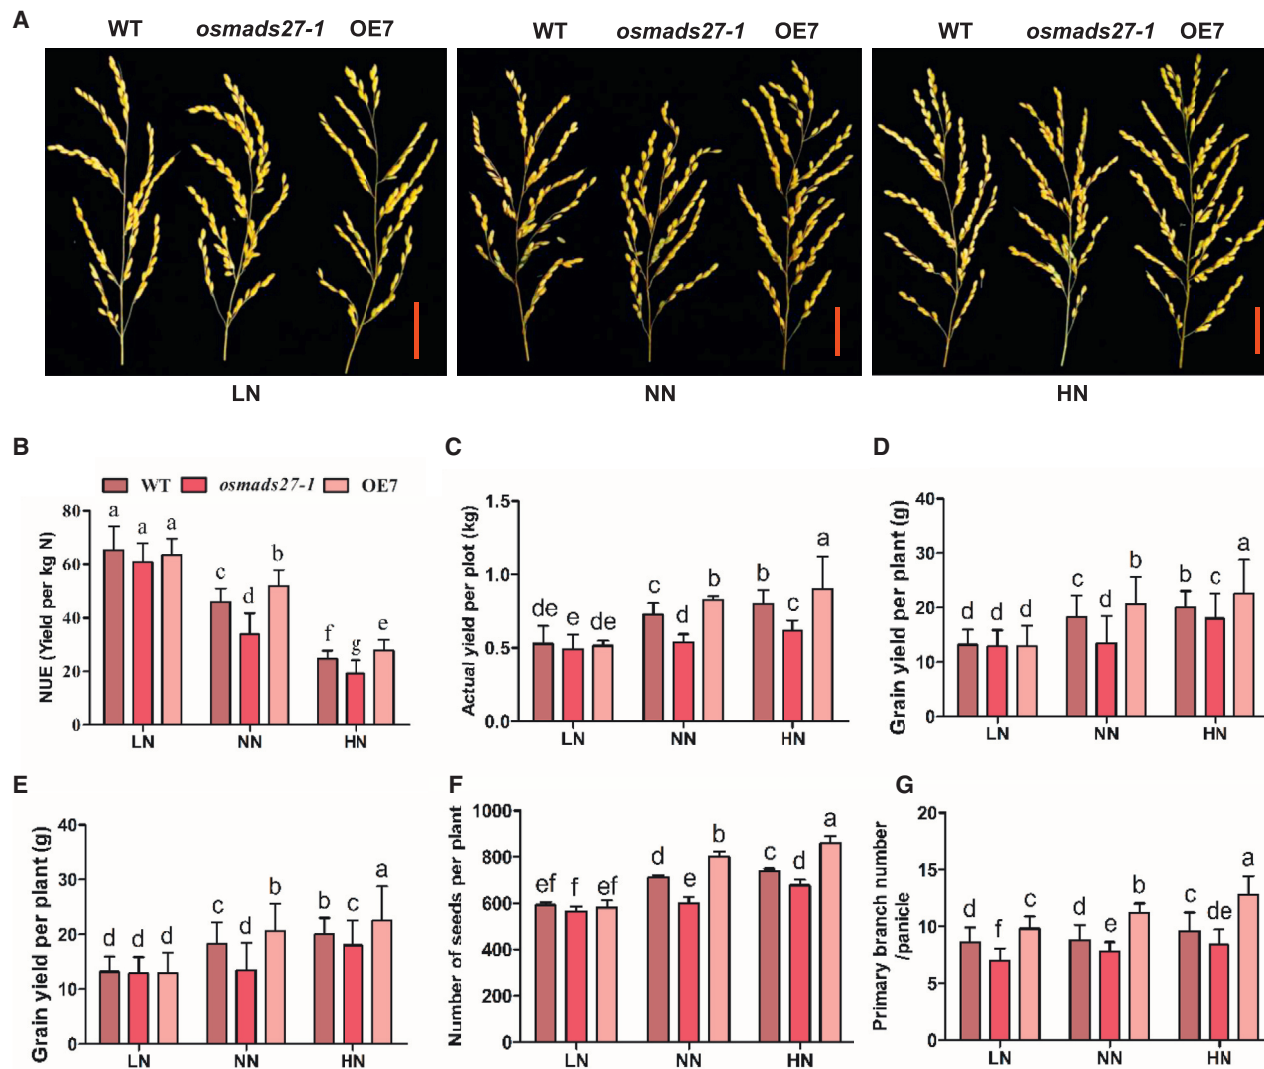 A
WT osmads27-1 OE7
WT osmads27-1 OE7
WT osmads27-1 OE7
LN NN HN
B
WT osmads27-1 OE7
NUE (Yield per kg N)
80
60
40
20
0
a a a
c d b
f g e
LN NN HN
C
Actual yield per plot (kg)
1.5
1.0
0.5
0.0
de e de
c d b
b c a
LN NN HN
D
Grain yield per plant (g)
40
30
20
10
0
d d d
c d b
b c a
LN NN HN
E
Grain yield per plant (g)
40
30
20
10
0
d d d
c d b
b c a
LN NN HN
F
Number of seeds per plant
1000
800
600
400
200
0
ef f ef
d e b
c d a
LN NN HN
G
Primary branch number
/panicle
20
15
10
5
0
d f c
d e b
c de a
LN NN HN